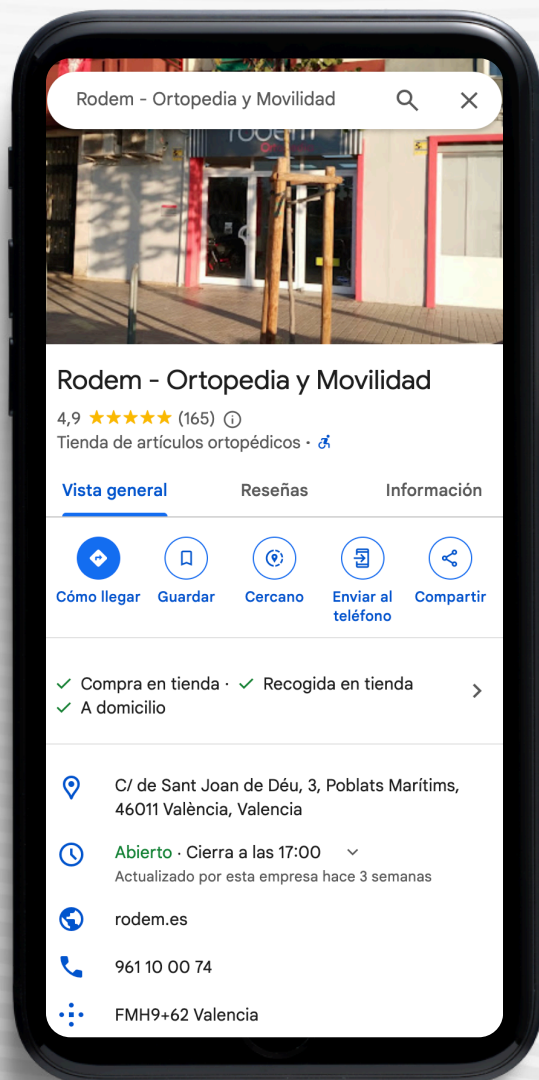 Rodem - Ortopedia y Movilidad
rodem
Rodem - Ortopedia y Movilidad
4,9 (165)
Tienda de artículos ortopédicos ·
Vista general Reseñas Información
Cómo llegar Guardar Cercano Enviar al teléfono Compartir
Compra en tienda · Recogida en tienda
A domicilio
C/ de Sant Joan de Déu, 3, Poblats Marítims,
46011 València, Valencia
Abierto · Cierra a las 17:00
Actualizado por esta empresa hace 3 semanas
rodem.es
961 10 00 74
FMH9+62 Valencia